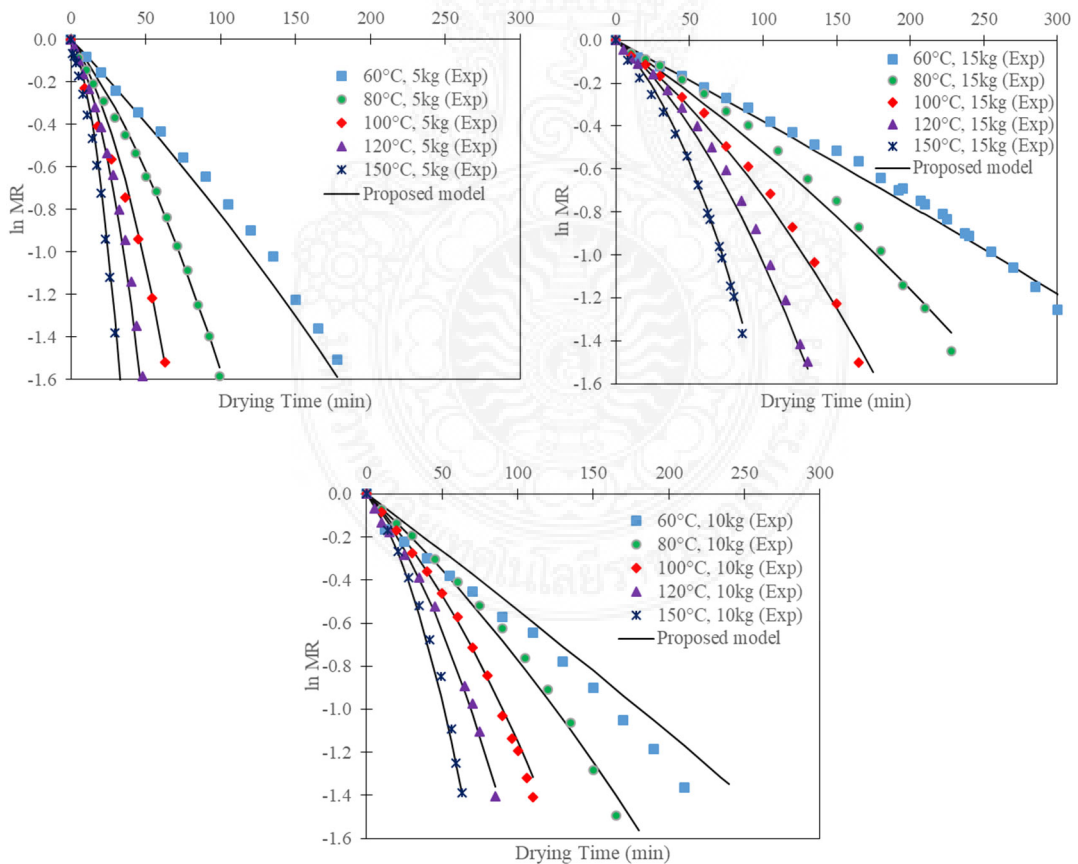 0 50 100 150 200 250 300
0.0
-0.2
-0.4
-0.6
-0.8
-1.0
-1.2
-1.4
-1.6
ln MR
60°C, 5kg (Exp)
80°C, 5kg (Exp)
100°C, 5kg (Exp)
120°C, 5kg (Exp)
150°C, 5kg (Exp)
Proposed model
Drying Time (min)
0 50 100 150 200 250 300
0.0
-0.2
-0.4
-0.6
-0.8
-1.0
-1.2
-1.4
-1.6
ln MR
60°C, 15kg (Exp)
80°C, 15kg (Exp)
100°C, 15kg (Exp)
120°C, 15kg (Exp)
150°C, 15kg (Exp)
Proposed model
Drying Time (min)
0 50 100 150 200 250 300
0.0
-0.2
-0.4
-0.6
-0.8
-1.0
-1.2
-1.4
-1.6
ln MR
60°C, 10kg (Exp)
80°C, 10kg (Exp)
100°C, 10kg (Exp)
120°C, 10kg (Exp)
150°C, 10kg (Exp)
Proposed model
Drying Time (min)